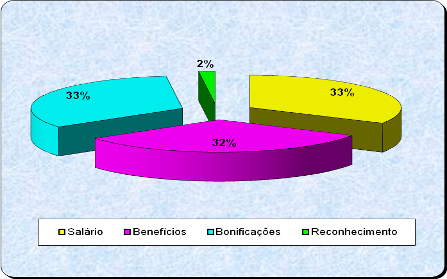 2%
33%
33%
32%
Salário Benefícios Bonificações Reconhecimento